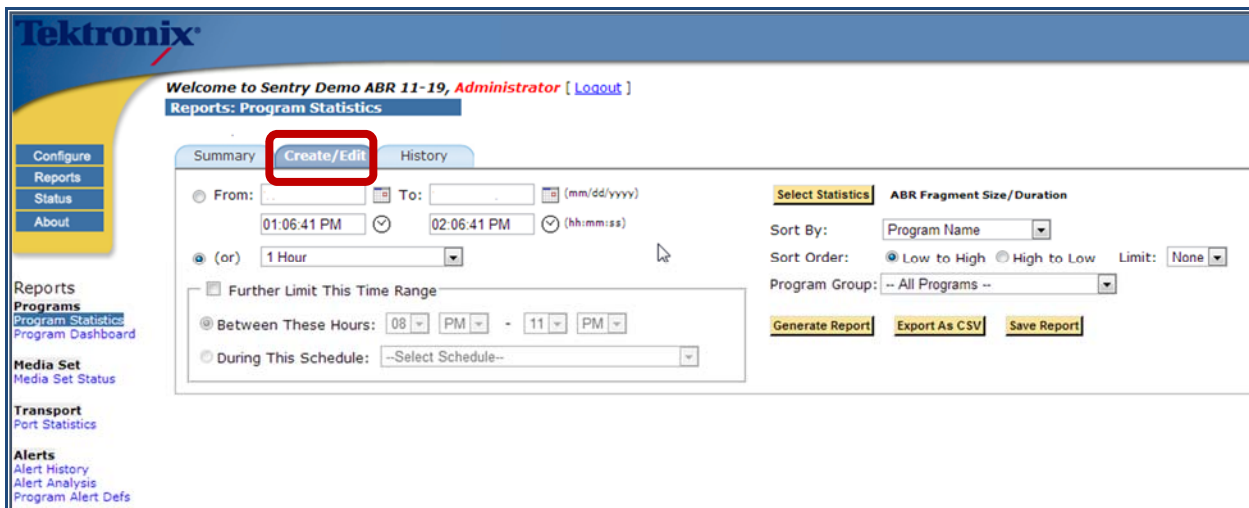 Tektronix
Welcome to Sentry Demo ABR 11-19, Administrator [ Logout ]
Reports: Program Statistics
Configure
Reports
Status
About
Summary
Create/Edit
History
From:
To:
(mm/dd/yyyy)
01:06:41 PM
02:06:41 PM
(hh:mm:ss)
(or)
1 Hour
Further Limit This Time Range
Between These Hours: 08 PM - 11 PM
During This Schedule: --Select Schedule--
Select Statistics ABR Fragment Size/Duration
Sort By: Program Name
Sort Order: Low to High High to Low Limit: None
Program Group: -- All Programs --
Generate Report
Export As CSV
Save Report
Reports
Programs
Program Statistics
Program Dashboard
Media Set
Media Set Status
Transport
Port Statistics
Alerts
Alert History
Alert Analysis
Program Alert Defs